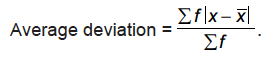 Average deviation = Σf|x – x̅| / Σf.